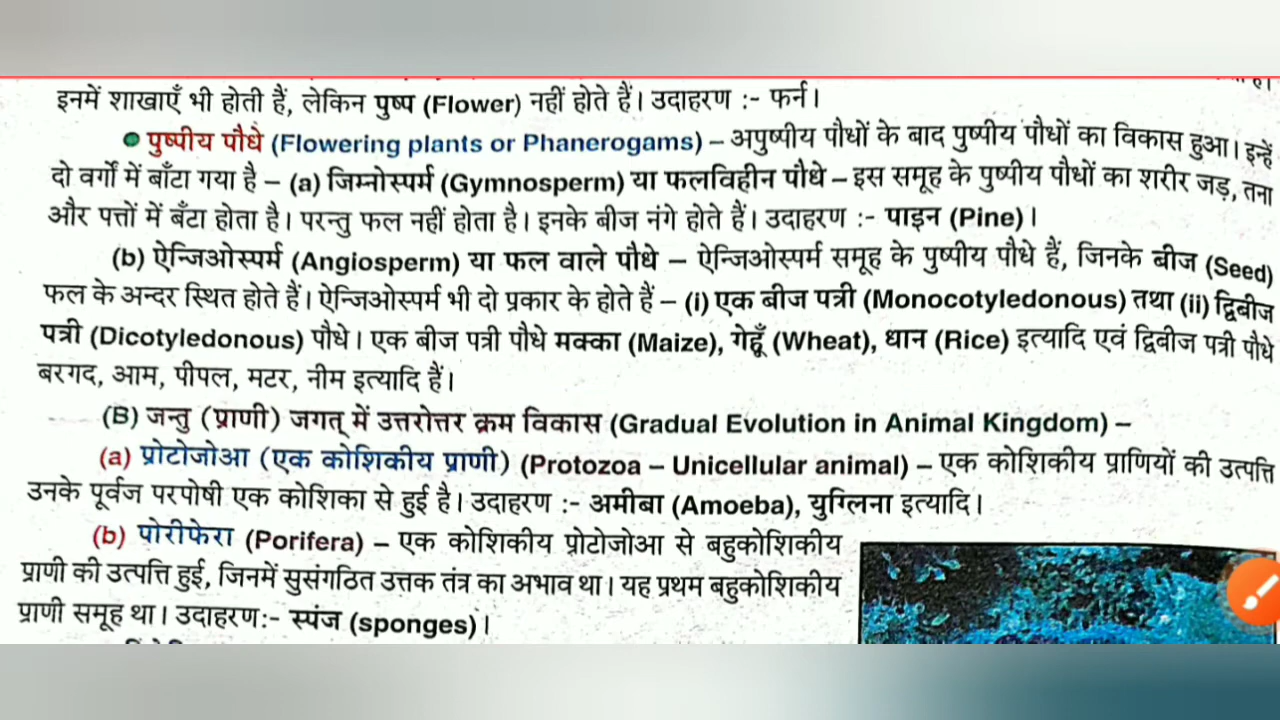 इनमें शाखाएँ भी होती हैं, लेकिन पुष्प (Flower) नहीं होते हैं। उदाहरण :- फर्न।
पुष्पीय पौधे (Flowering plants or Phanerogams) – अपुष्पीय पौधों के बाद पुष्पीय पौधों का विकास हुआ। इन्हें
दो वर्गों में बाँटा गया है – (a) जिम्नोस्पर्म (Gymnosperm) या फलविहीन पौधे – इस समूह के पुष्पीय पौधों का शरीर जड़, तना
और पत्तों में बँटा होता है। परन्तु फल नहीं होता है। इनके बीज नंगे होते हैं। उदाहरण :- पाइन (Pine)।
(b) ऐन्जिओस्पर्म (Angiosperm) या फल वाले पौधे – ऐन्जिओस्पर्म समूह के पुष्पीय पौधे हैं, जिनके बीज (Seed)
फल के अन्दर स्थित होते हैं। ऐन्जिओस्पर्म भी दो प्रकार के होते हैं – (i) एक बीज पत्री (Monocotyledonous) तथा (ii) द्विबीज
पत्री (Dicotyledonous) पौधे। एक बीज पत्री पौधे मक्का (Maize), गेहूँ (Wheat), धान (Rice) इत्यादि एवं द्विबीज पत्री पौधे
बरगद, आम, पीपल, मटर, नीम इत्यादि हैं।
(B) जन्तु (प्राणी) जगत् में उत्तरोत्तर क्रम विकास (Gradual Evolution in Animal Kingdom) –
(a) प्रोटोजोआ (एक कोशिकीय प्राणी) (Protozoa – Unicellular animal) – एक कोशिकीय प्राणियों की उत्पत्ति
उनके पूर्वज परपोषी एक कोशिका से हुई है। उदाहरण :- अमीबा (Amoeba), युग्लिना इत्यादि।
(b) पोरीफेरा (Porifera) – एक कोशिकीय प्रोटोजोआ से बहुकोशिकीय
प्राणी की उत्पत्ति हुई, जिनमें सुसंगठित उत्तक तंत्र का अभाव था। यह प्रथम बहुकोशिकीय
प्राणी समूह था। उदाहरण:- स्पंज (sponges)।